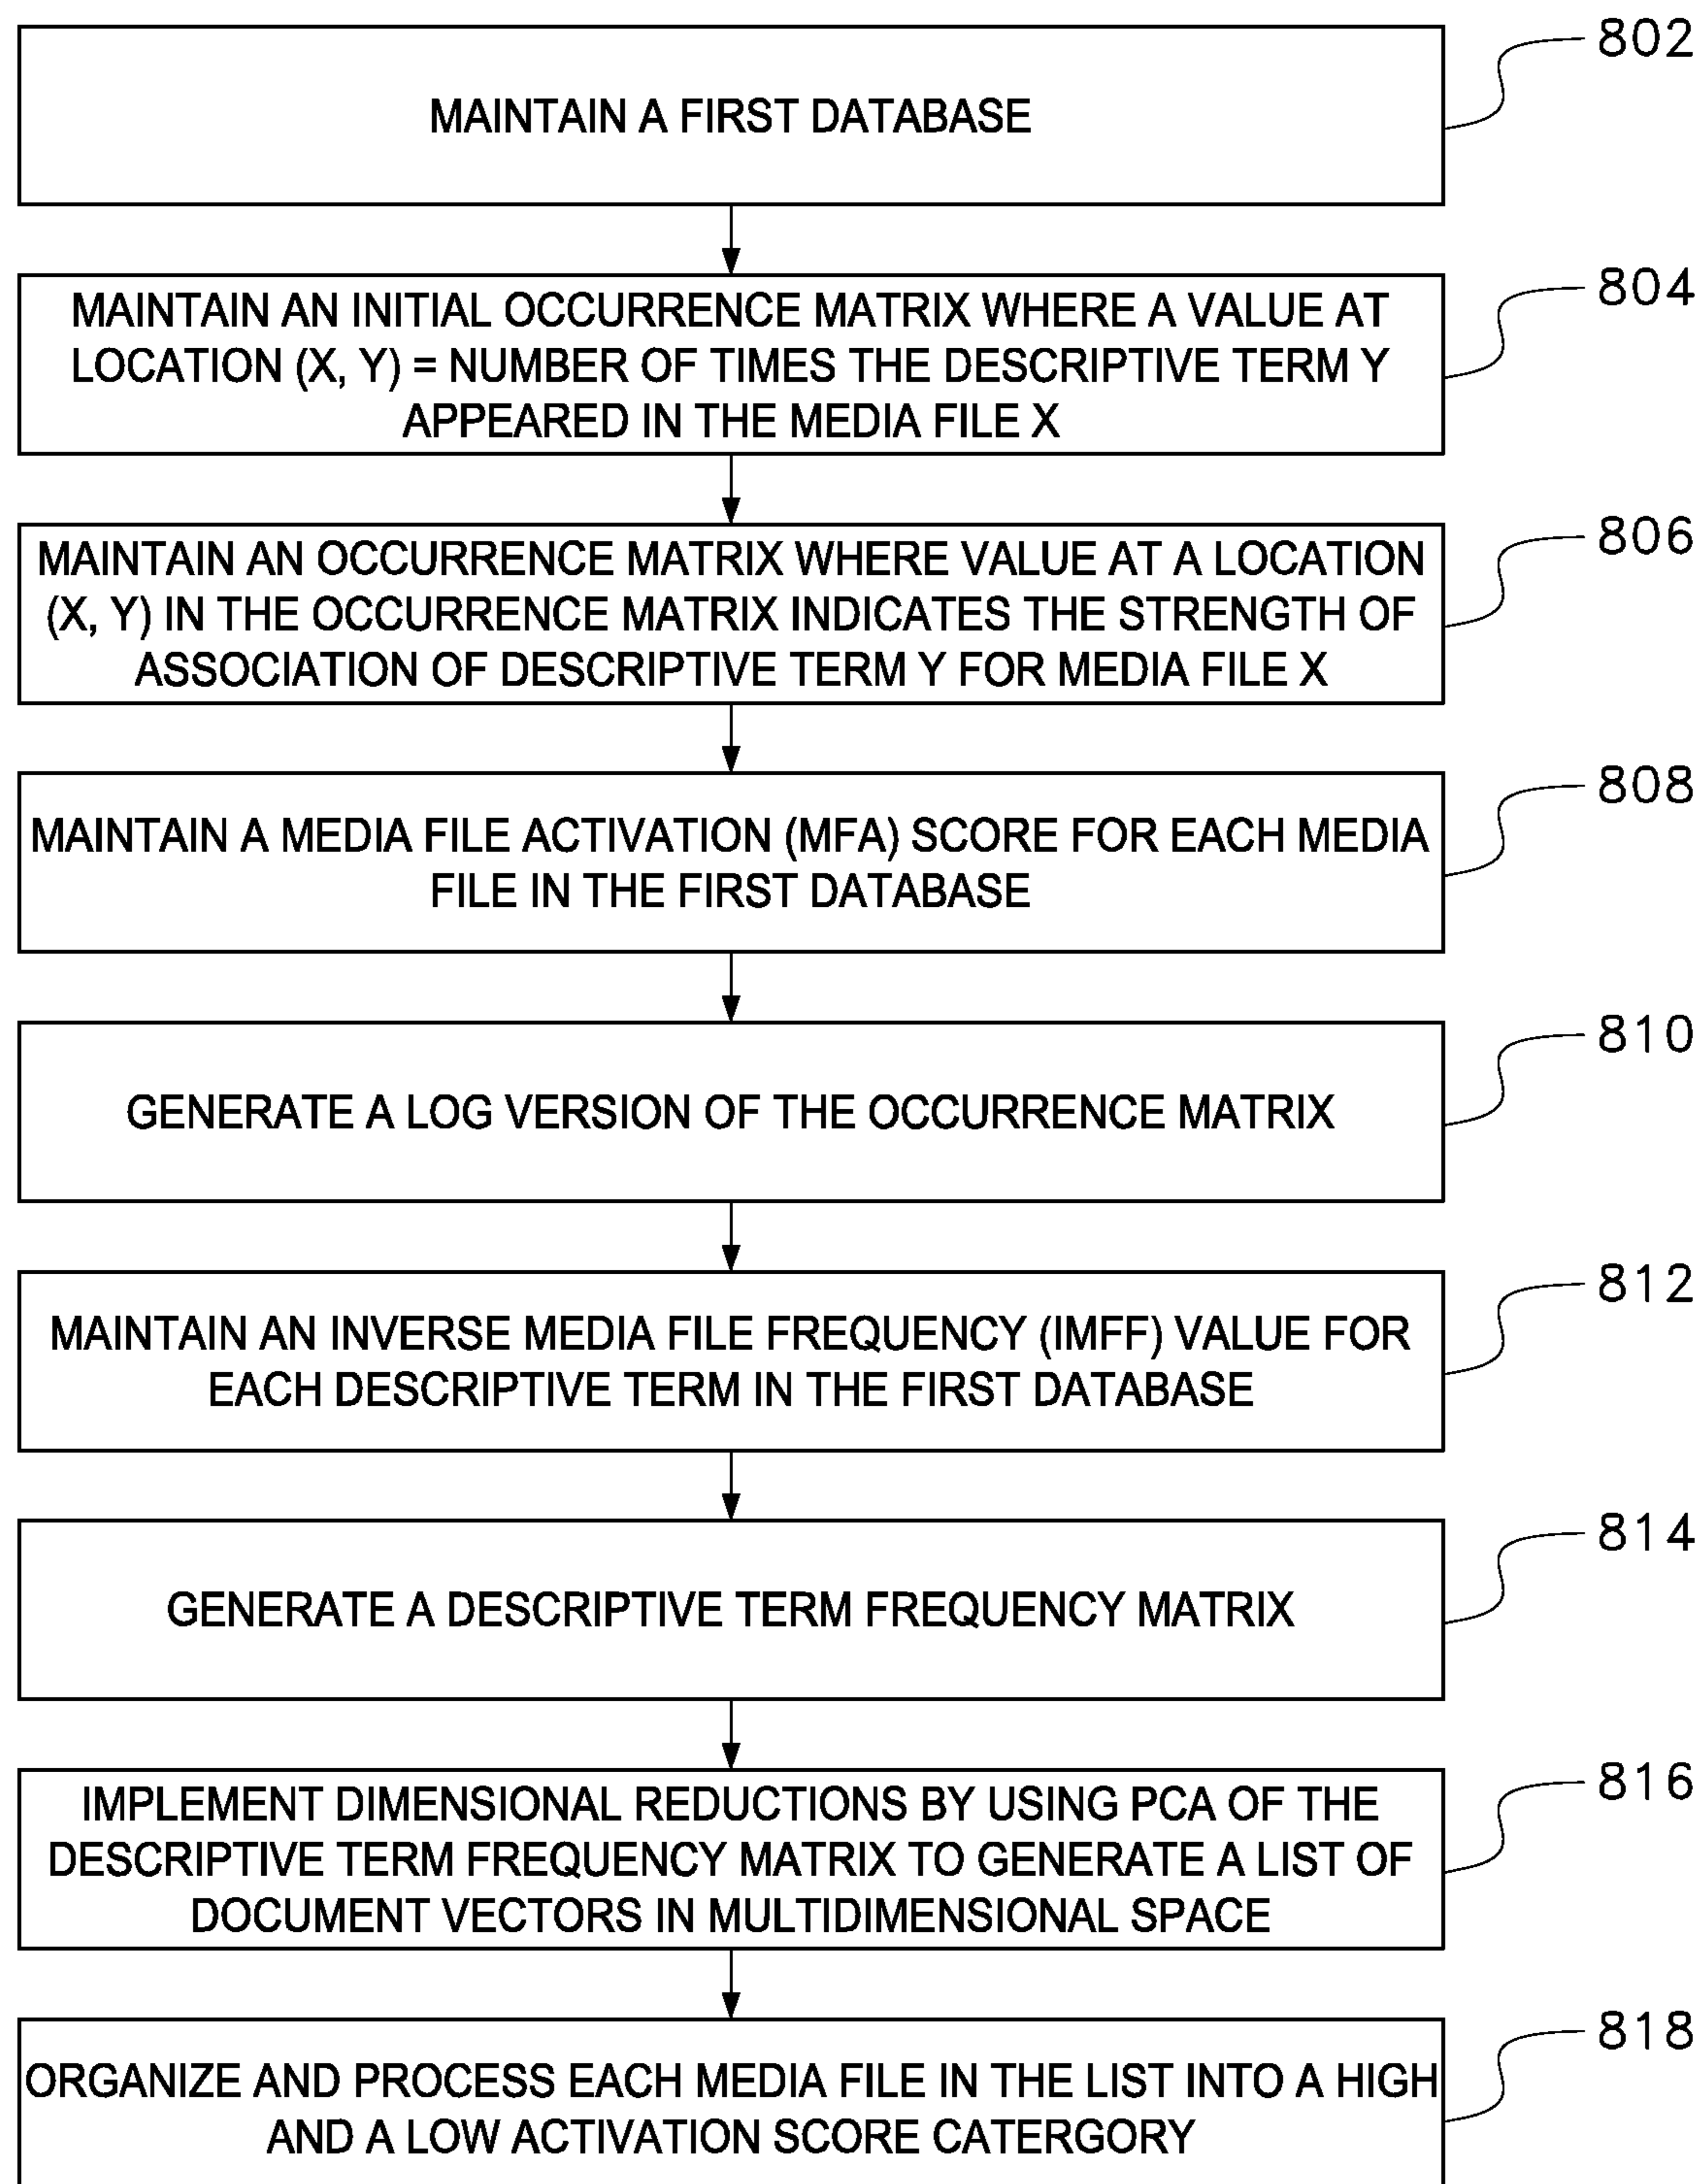 802
MAINTAIN A FIRST DATABASE
804
MAINTAIN AN INITIAL OCCURRENCE MATRIX WHERE A VALUE AT
LOCATION (X, Y) = NUMBER OF TIMES THE DESCRIPTIVE TERM Y
APPEARED IN THE MEDIA FILE X
806
MAINTAIN AN OCCURRENCE MATRIX WHERE VALUE AT A LOCATION
(X, Y) IN THE OCCURRENCE MATRIX INDICATES THE STRENGTH OF
ASSOCIATION OF DESCRIPTIVE TERM Y FOR MEDIA FILE X
808
MAINTAIN A MEDIA FILE ACTIVATION (MFA) SCORE FOR EACH MEDIA
FILE IN THE FIRST DATABASE
810
GENERATE A LOG VERSION OF THE OCCURRENCE MATRIX
812
MAINTAIN AN INVERSE MEDIA FILE FREQUENCY (IMFF) VALUE FOR
EACH DESCRIPTIVE TERM IN THE FIRST DATABASE
814
GENERATE A DESCRIPTIVE TERM FREQUENCY MATRIX
816
IMPLEMENT DIMENSIONAL REDUCTIONS BY USING PCA OF THE
DESCRIPTIVE TERM FREQUENCY MATRIX TO GENERATE A LIST OF
DOCUMENT VECTORS IN MULTIDIMENSIONAL SPACE
818
ORGANIZE AND PROCESS EACH MEDIA FILE IN THE LIST INTO A HIGH
AND A LOW ACTIVATION SCORE CATERGORY